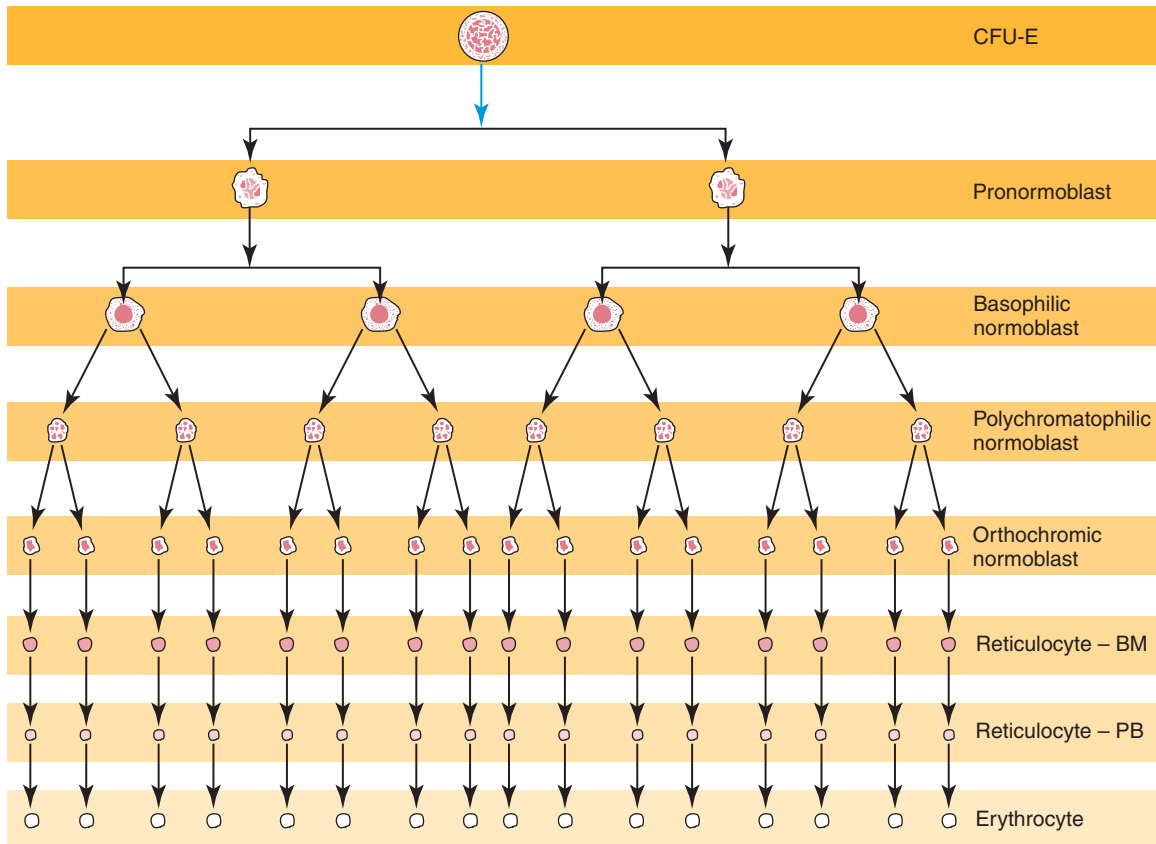 CFU-E
Pronormoblast
Basophilic
normoblast
Polychromatophilic
normoblast
Orthochromic
normoblast
Reticulocyte – BM
Reticulocyte – PB
Erythrocyte